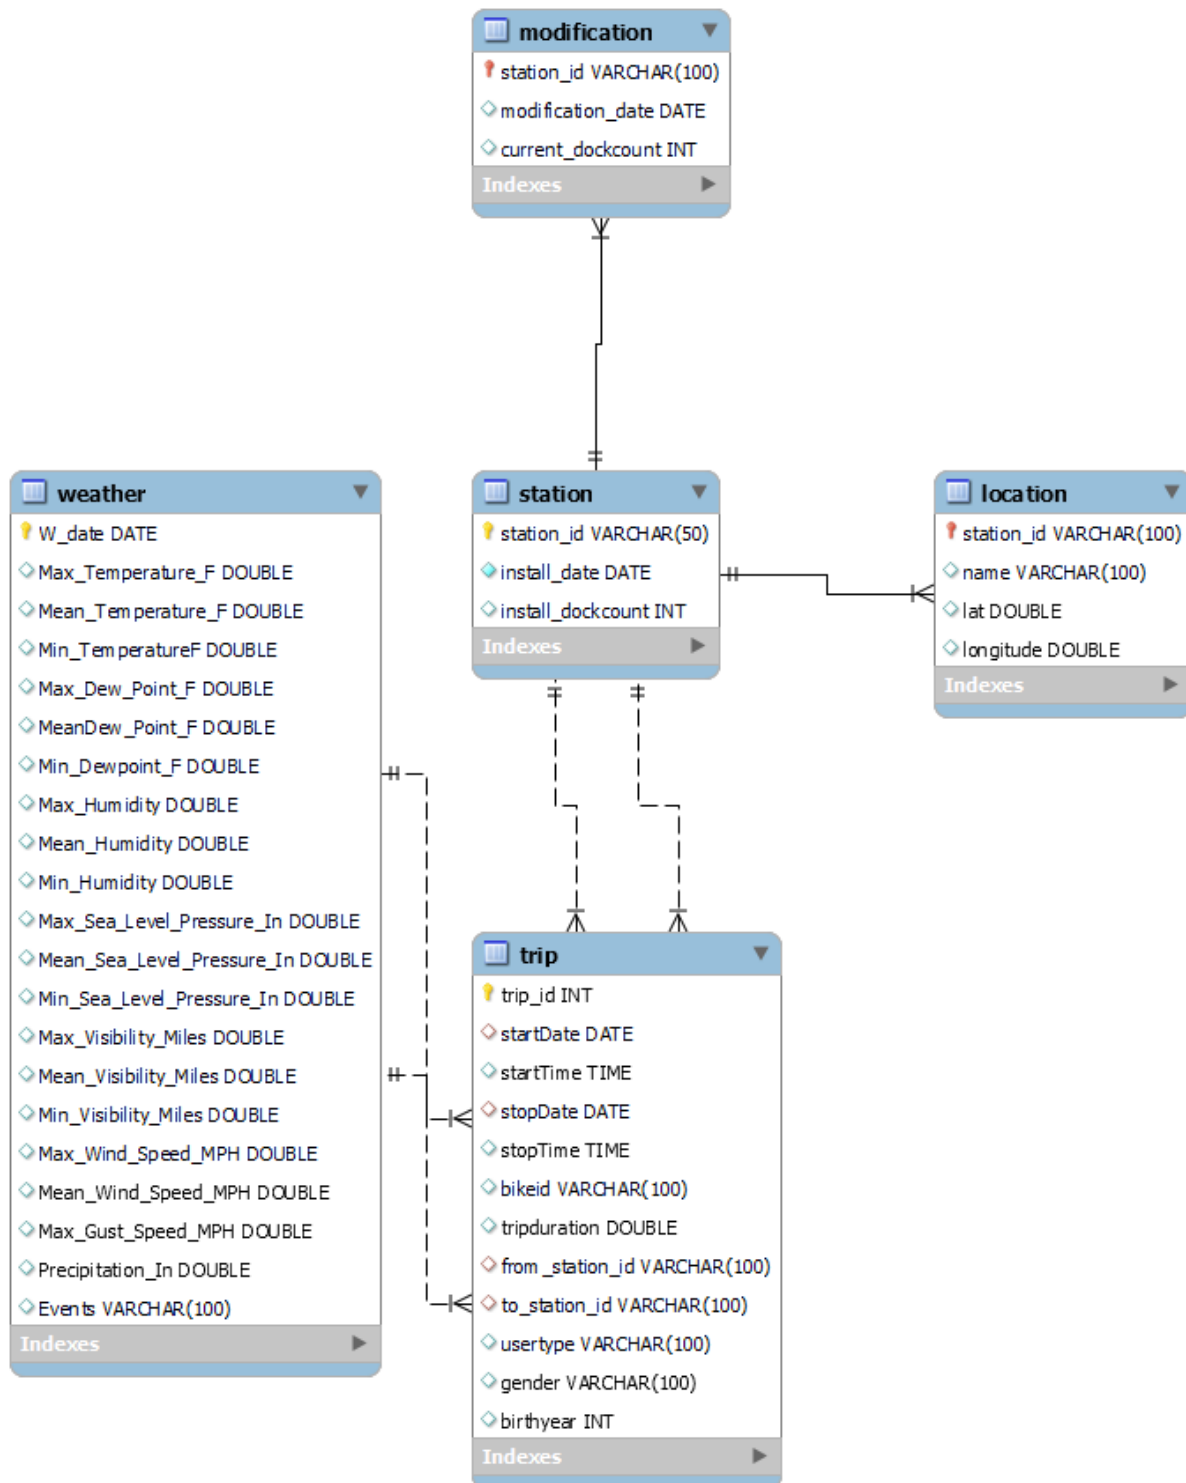 modification
station_id VARCHAR(100)
modification_date DATE
current_dockcount INT
Indexes
weather
W_date DATE
Max_Temperature_F DOUBLE
Mean_Temperature_F DOUBLE
Min_TemperatureF DOUBLE
Max_Dew_Point_F DOUBLE
MeanDew_Point_F DOUBLE
Min_Dewpoint_F DOUBLE
Max_Humidity DOUBLE
Mean_Humidity DOUBLE
Min_Humidity DOUBLE
Max_Sea_Level_Pressure_In DOUBLE
Mean_Sea_Level_Pressure_In DOUBLE
Min_Sea_Level_Pressure_In DOUBLE
Max_Visibility_Miles DOUBLE
Mean_Visibility_Miles DOUBLE
Min_Visibility_Miles DOUBLE
Max_Wind_Speed_MPH DOUBLE
Mean_Wind_Speed_MPH DOUBLE
Max_Gust_Speed_MPH DOUBLE
Precipitation_In DOUBLE
Events VARCHAR(100)
Indexes
station
station_id VARCHAR(50)
install_date DATE
install_dockcount INT
Indexes
location
station_id VARCHAR(100)
name VARCHAR(100)
lat DOUBLE
longitude DOUBLE
Indexes
trip
trip_id INT
startDate DATE
startTime TIME
stopDate DATE
stopTime TIME
bikeid VARCHAR(100)
tripduration DOUBLE
from_station_id VARCHAR(100)
to_station_id VARCHAR(100)
usertype VARCHAR(100)
gender VARCHAR(100)
birthyear INT
Indexes